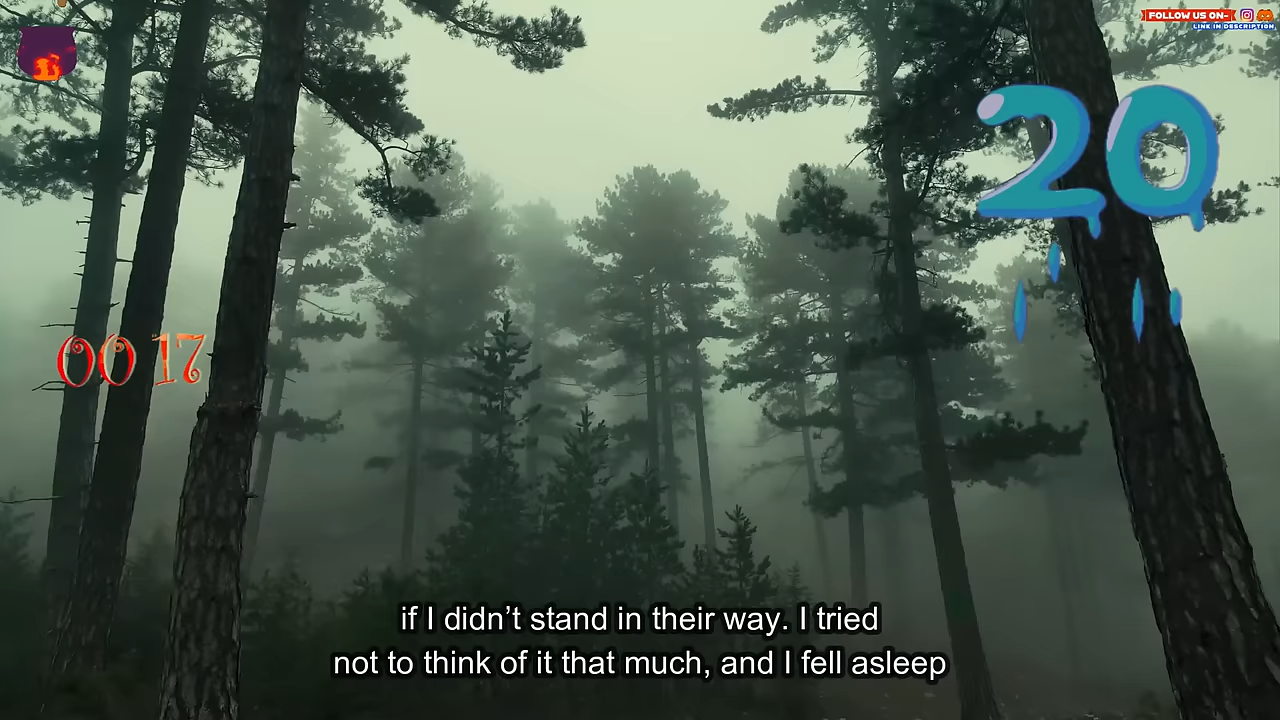 FOLLOW US ON-
LINK IN DESCRIPTION
20
00 17
if I didn't stand in their way. I tried
not to think of it that much, and I fell asleep